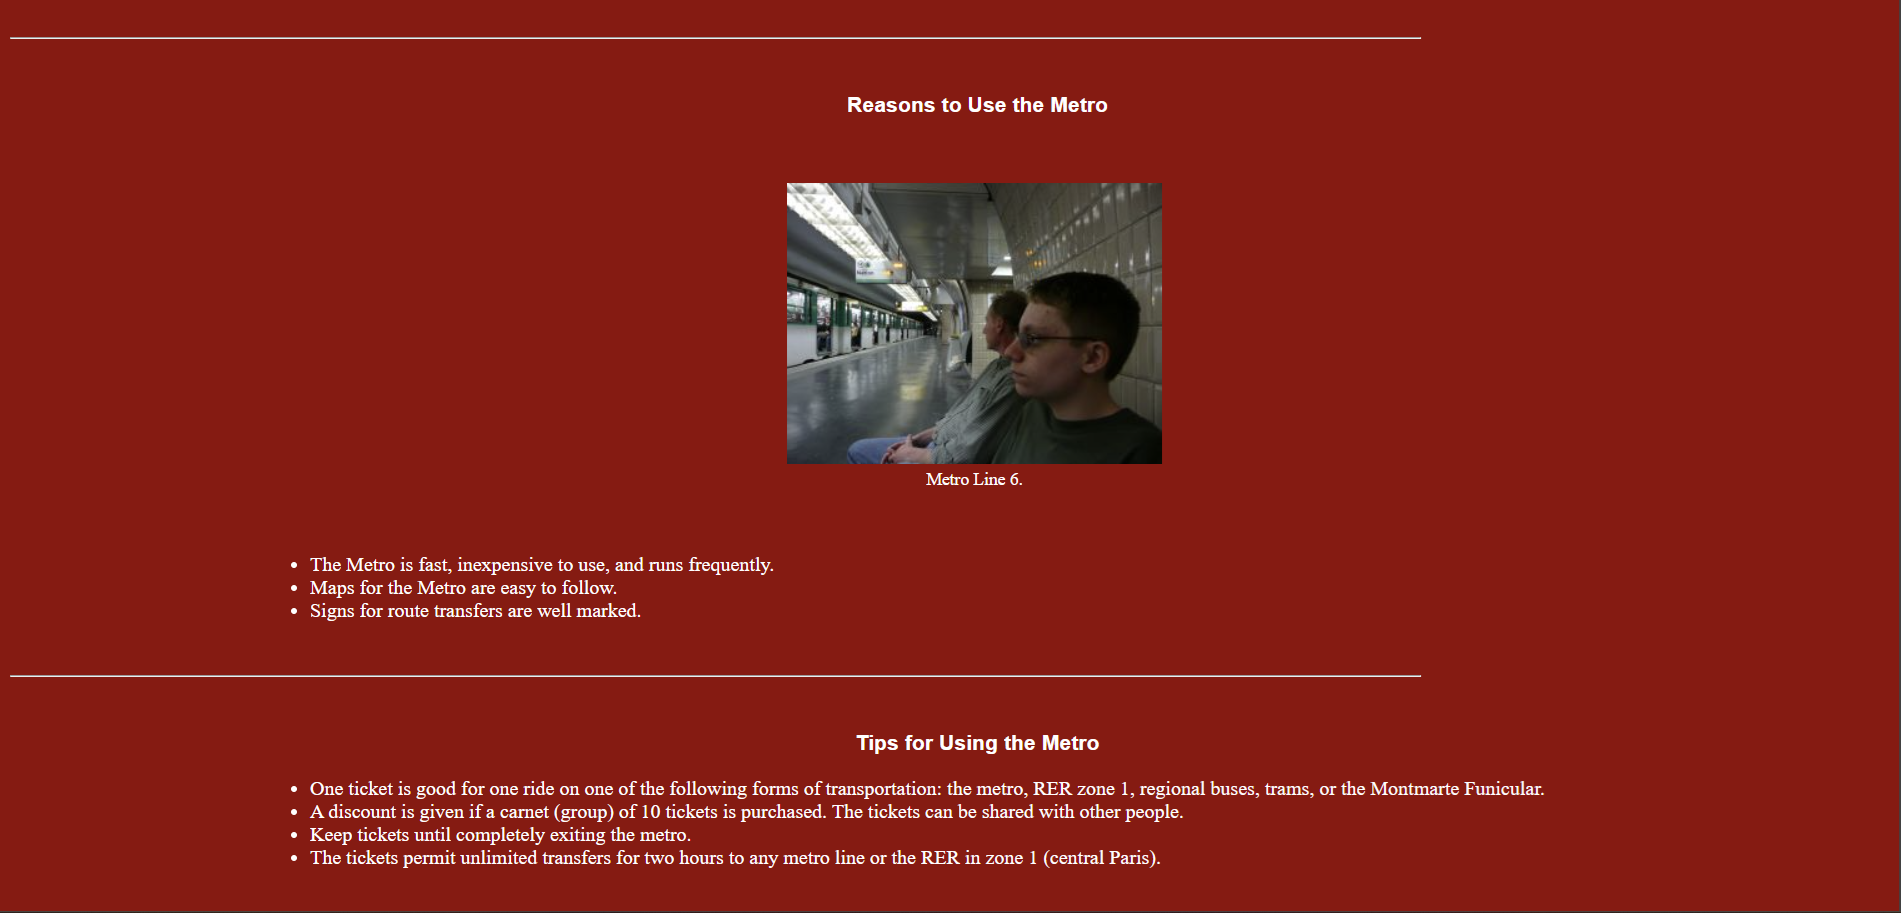 Reasons to Use the Metro
Metro Line 6.
The Metro is fast, inexpensive to use, and runs frequently.
Maps for the Metro are easy to follow.
Signs for route transfers are well marked.
Tips for Using the Metro
One ticket is good for one ride on one of the following forms of transportation: the metro, RER zone 1, regional buses, trams, or the Montmarte Funicular.
A discount is given if a carnet (group) of 10 tickets is purchased. The tickets can be shared with other people.
Keep tickets until completely exiting the metro.
The tickets permit unlimited transfers for two hours to any metro line or the RER in zone 1 (central Paris).